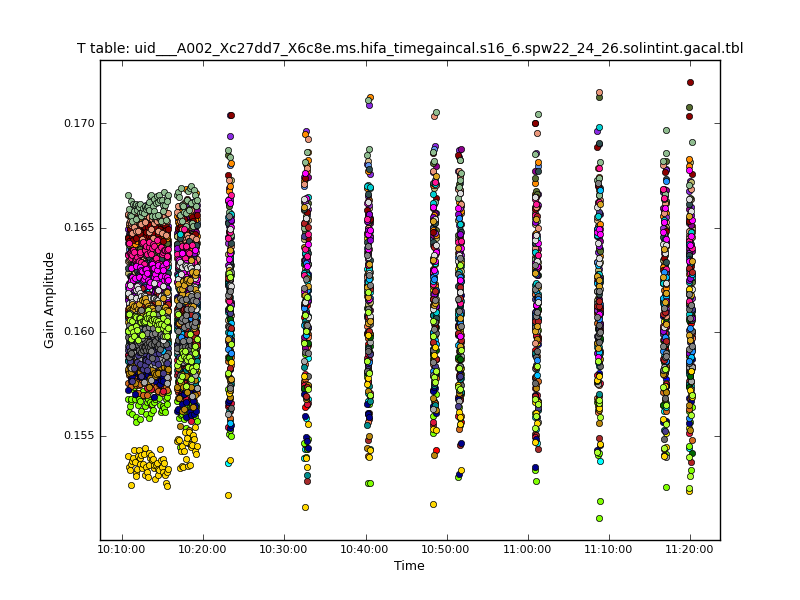 T table: uid___A002_Xc27dd7_X6c8e.ms.hifa_timegaincal.s16_6.spw22_24_26.solintint.gacal.tbl
0.170
0.165
0.160
0.155
Gain Amplitude
10:10:00 10:20:00 10:30:00 10:40:00 10:50:00 11:00:00 11:10:00 11:20:00
Time